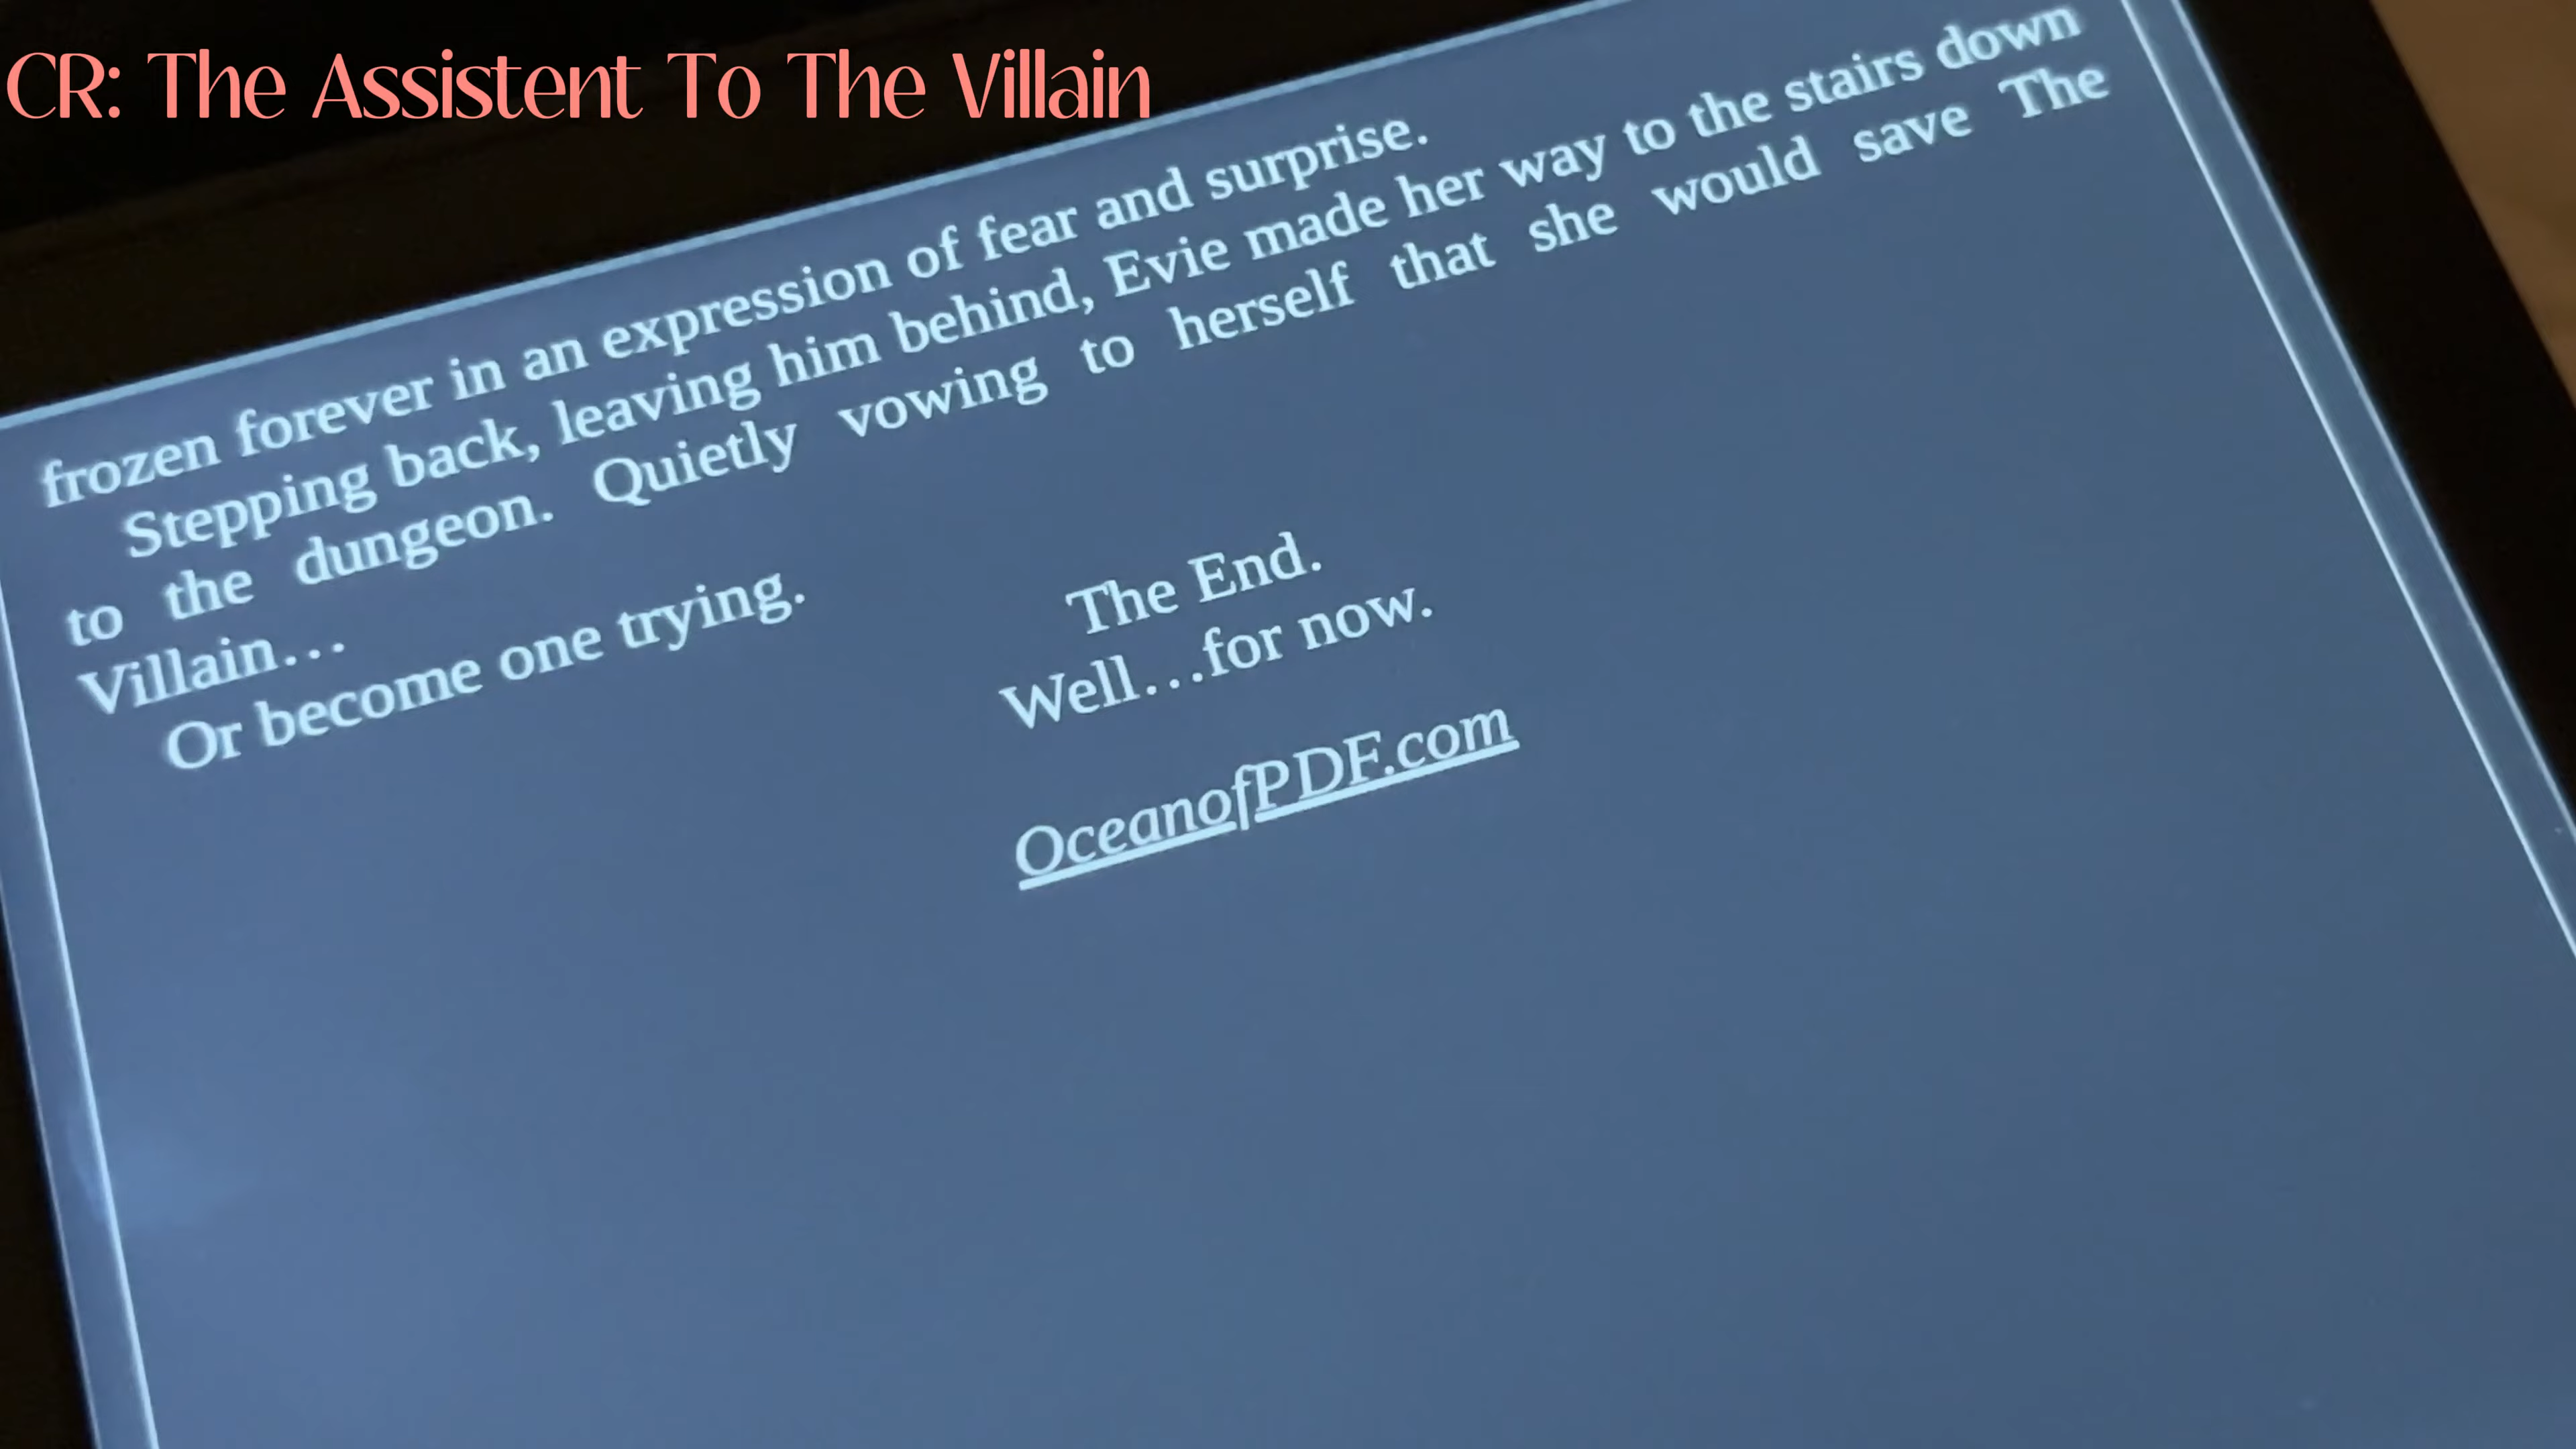 CR: The Assistent To The Villain
frozen forever in an expression of fear and surprise.
Stepping back, leaving him behind, Evie made her way to the stairs down
to the dungeon. Quietly vowing to herself that she would save The
Villain...
Or become one trying.
The End.
Well...for now.
OceanofPDF.com